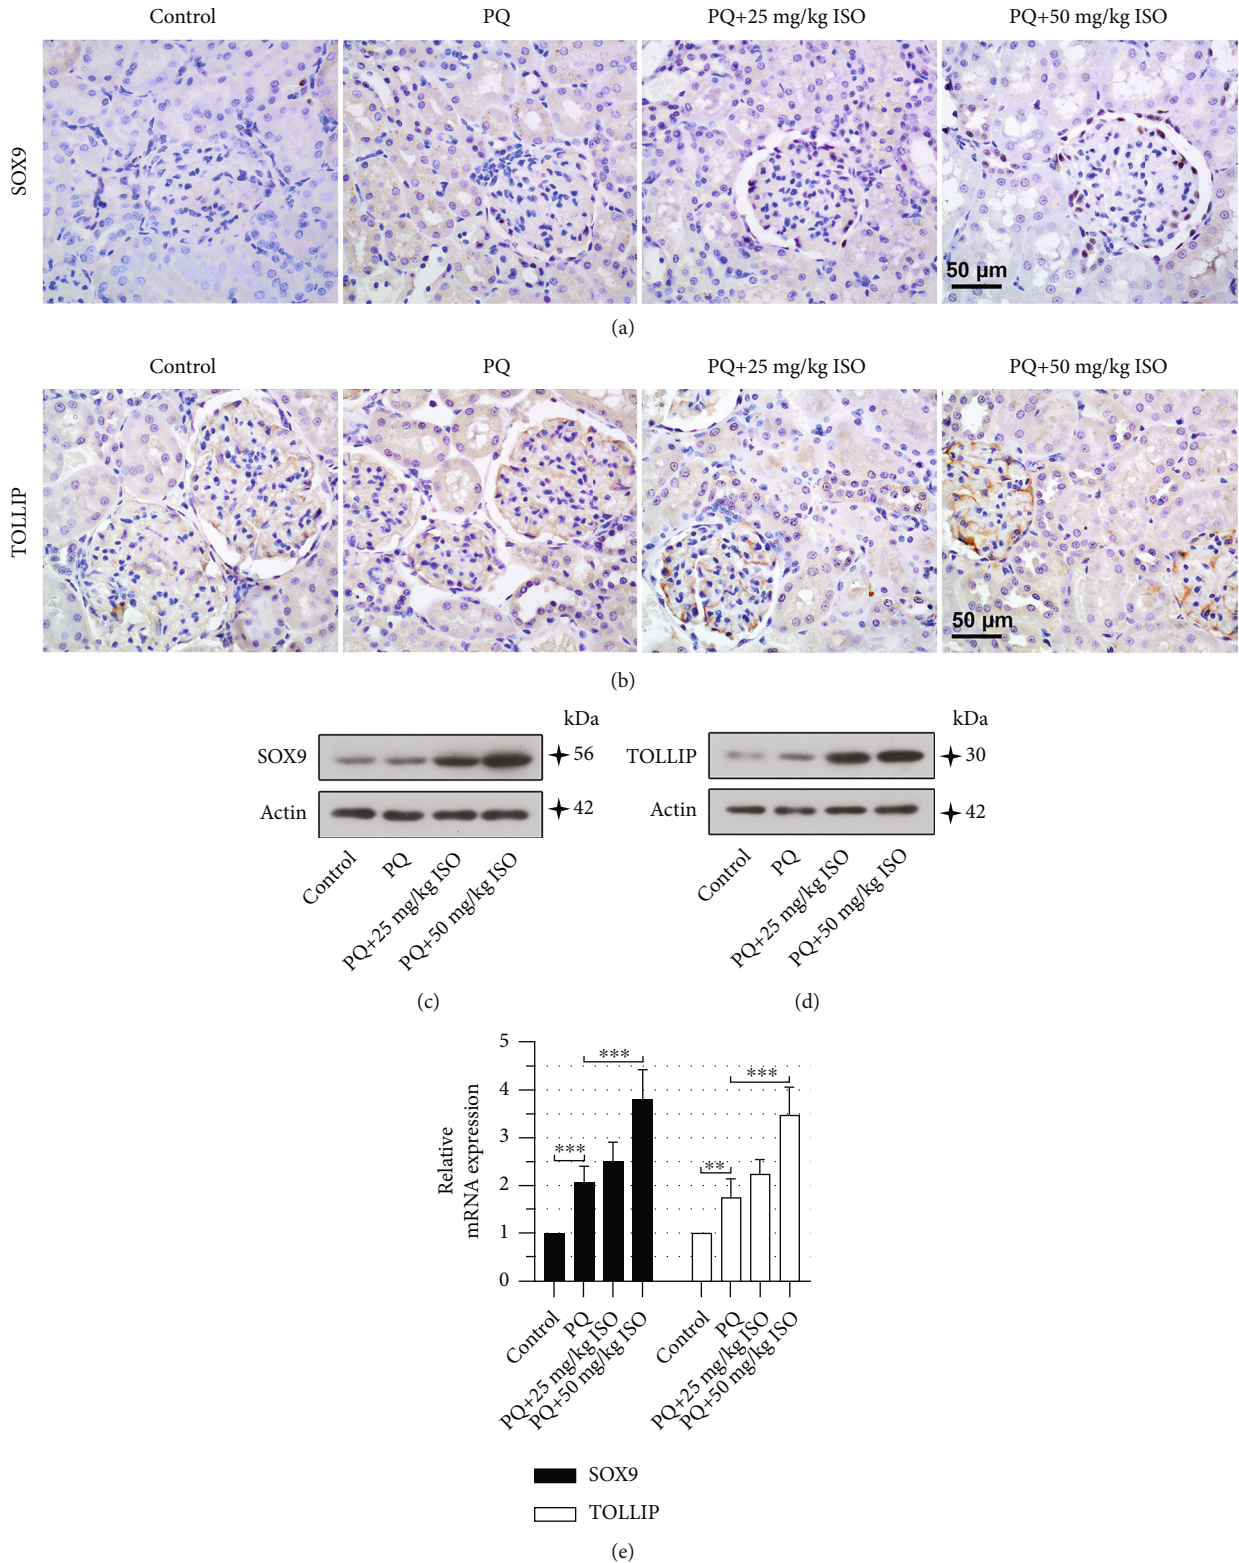 Control PQ PQ+25 mg/kg ISO PQ+50 mg/kg ISO
SOX9
50 µm
(a)
Control PQ PQ+25 mg/kg ISO PQ+50 mg/kg ISO
TOLLIP
50 µm
(b)
kDa
SOX9 56
Actin 42
Control
PQ
PQ+25 mg/kg ISO
PQ+50 mg/kg ISO
(c)
kDa
TOLLIP 30
Actin 42
Control
PQ
PQ+25 mg/kg ISO
PQ+50 mg/kg ISO
(d)
Relative
mRNA expression
5
4
3
2
1
0
***
***
**
***
Control
PQ
PQ+25 mg/kg ISO
PQ+50 mg/kg ISO
Control
PQ
PQ+25 mg/kg ISO
PQ+50 mg/kg ISO
SOX9
TOLLIP
(e)